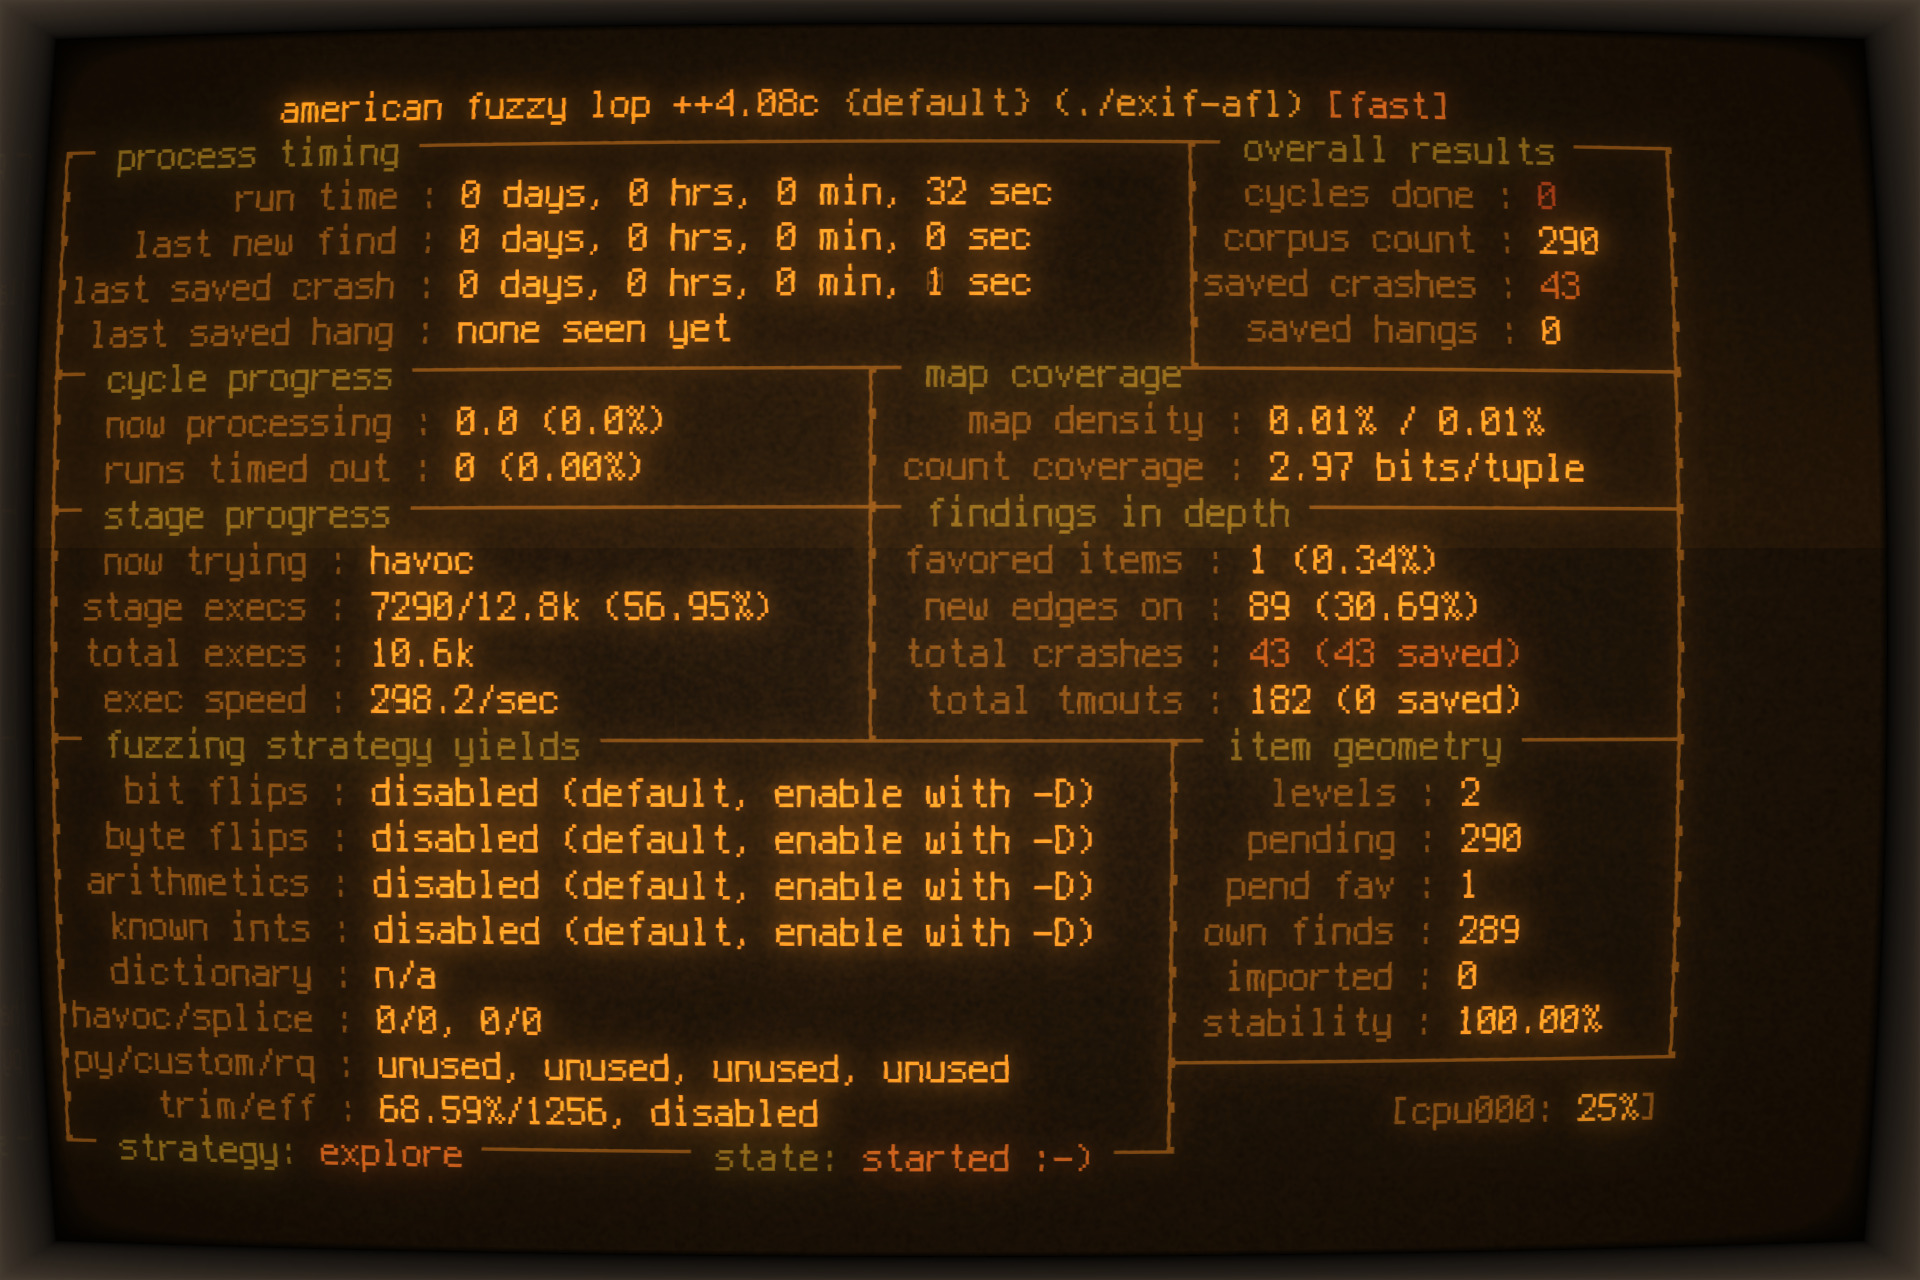 american fuzzy lop ++4.08c {default} (./exif-afl) [fast]
process timing
overall results
run time : 0 days, 0 hrs, 0 min, 32 sec
cycles done : 0
last new find : 0 days, 0 hrs, 0 min, 0 sec
corpus count : 290
last saved crash : 0 days, 0 hrs, 0 min, 1 sec
saved crashes : 43
last saved hang : none seen yet
saved hangs : 0
cycle progress
map coverage
now processing : 0.0 (0.0%)
map density : 0.01% / 0.01%
runs timed out : 0 (0.00%)
count coverage : 2.97 bits/tuple
stage progress
findings in depth
now trying : havoc
favored items : 1 (0.34%)
stage execs : 7290/12.8k (56.95%)
new edges on : 89 (30.69%)
total execs : 10.6k
total crashes : 43 (43 saved)
exec speed : 298.2/sec
total tmouts : 182 (0 saved)
fuzzing strategy yields
item geometry
bit flips : disabled (default, enable with -D)
levels : 2
byte flips : disabled (default, enable with -D)
pending : 290
arithmetics : disabled (default, enable with -D)
pend fav : 1
known ints : disabled (default, enable with -D)
own finds : 289
dictionary : n/a
imported : 0
havoc/splice : 0/0, 0/0
stability : 100.00%
py/custom/rq : unused, unused, unused, unused
trim/eff : 68.59%/1256, disabled
[cpu000: 25%]
strategy: explore
state: started :-)